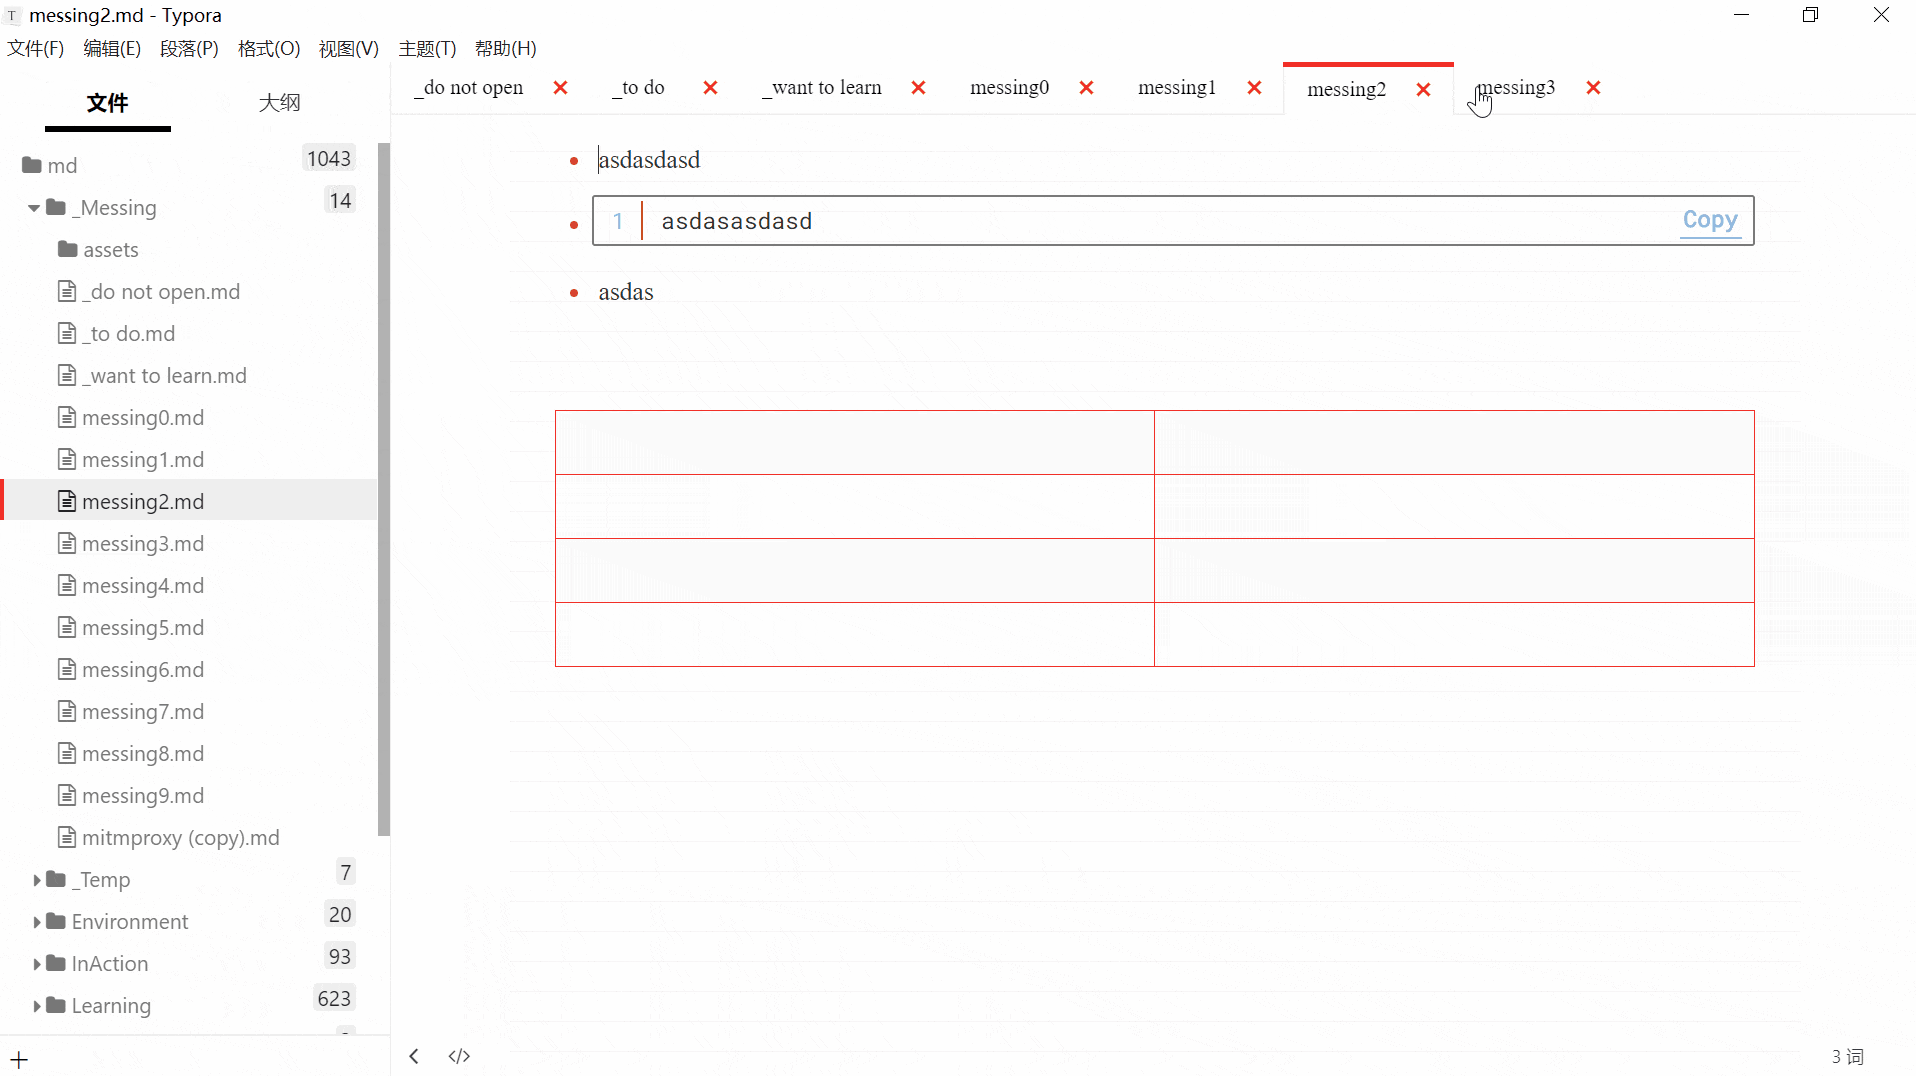 T messing2.md - Typora
文件(F) 编辑(E) 段落(P) 格式(O) 视图(V) 主题(T) 帮助(H)
文件 大纲
_do not open _to do _want to learn messing0 messing1 messing2 messing3
md 1043
_Messing 14
assets
_do not open.md
_to do.md
_want to learn.md
messing0.md
messing1.md
messing2.md
messing3.md
messing4.md
messing5.md
messing6.md
messing7.md
messing8.md
messing9.md
mitmproxy (copy).md
_Temp 7
Environment 20
InAction 93
Learning 623
asdasdasd
1 asdasasdasd Copy
asdas
</> 3 词